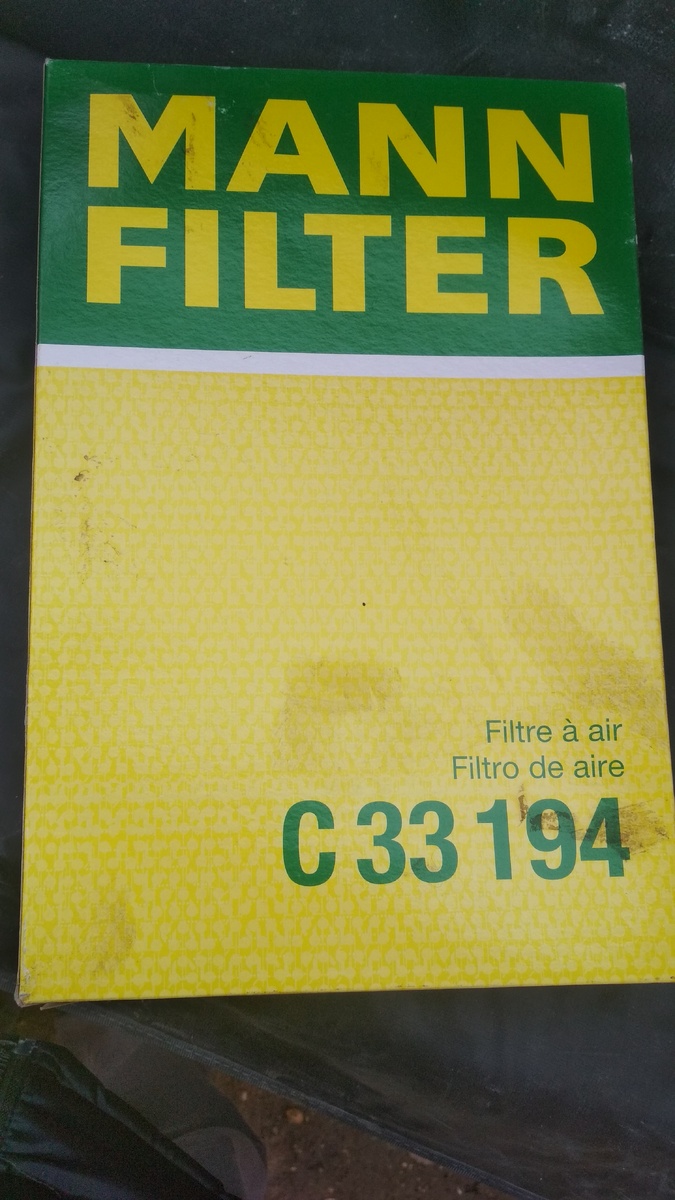 MANN
FILTER
Filtre à air
Filtro de aire
C 33 194